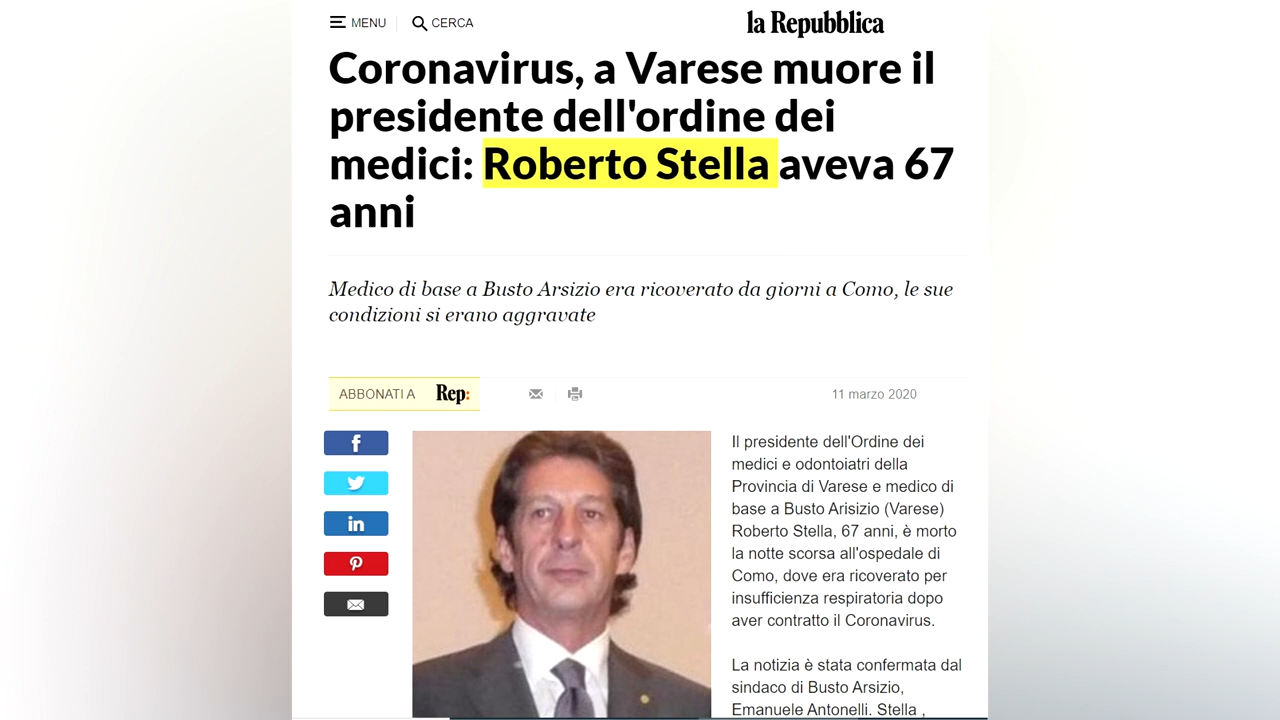 MENU
CERCA
la Repubblica
Coronavirus, a Varese muore il
presidente dell'ordine dei
medici: Roberto Stella aveva 67
anni
Medico di base a Busto Arsizio era ricoverato da giorni a Como, le sue
condizioni si erano aggravate
ABBONATI A Rep:
11 marzo 2020
Il presidente dell'Ordine dei
medici e odontoiatri della
Provincia di Varese e medico di
base a Busto Arisizio (Varese)
Roberto Stella, 67 anni, è morto
la notte scorsa all'ospedale di
Como, dove era ricoverato per
insufficienza respiratoria dopo
aver contratto il Coronavirus.
La notizia è stata confermata dal
sindaco di Busto Arsizio,
Emanuele Antonelli. Stella ,